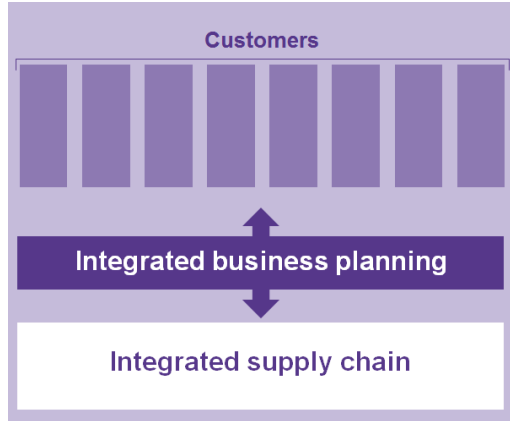 Customers
Integrated business planning
Integrated supply chain